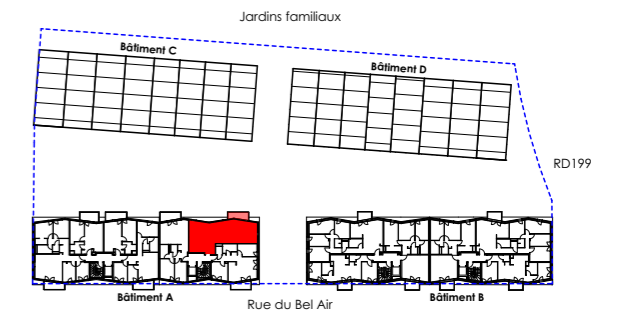 Jardins familiaux
Bâtiment C
Bâtiment D
RD199
Bâtiment A
Rue du Bel Air
Bâtiment B